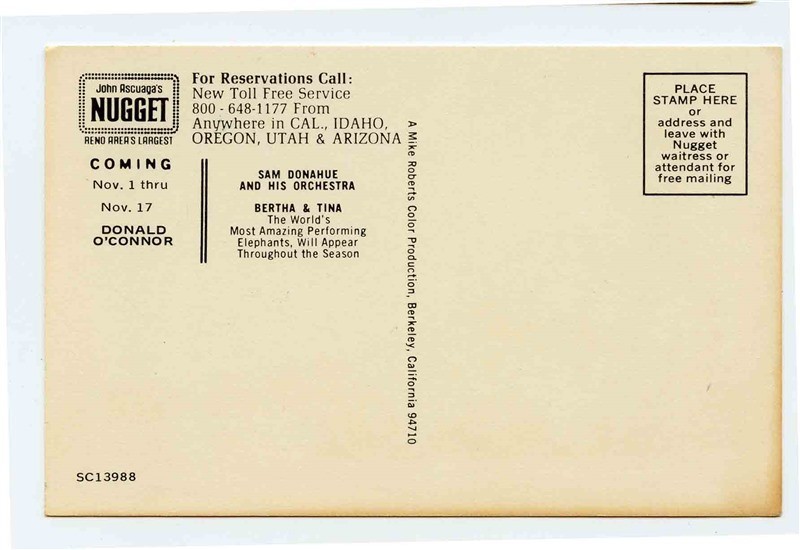 John Ascuaga's
NUGGET
RENO AREA'S LARGEST
For Reservations Call:
New Toll Free Service
800 - 648-1177 From
Anywhere in CAL., IDAHO,
OREGON, UTAH & ARIZONA
COMING
Nov. 1 thru
Nov. 17
DONALD
O'CONNOR
SAM DONAHUE
AND HIS ORCHESTRA
BERTHA & TINA
The World's
Most Amazing Performing
Elephants, Will Appear
Throughout the Season
A Mike Roberts Color Production, Berkeley, California 94710
PLACE
STAMP HERE
or
address and
leave with
Nugget
waitress or
attendant for
free mailing
SC13988